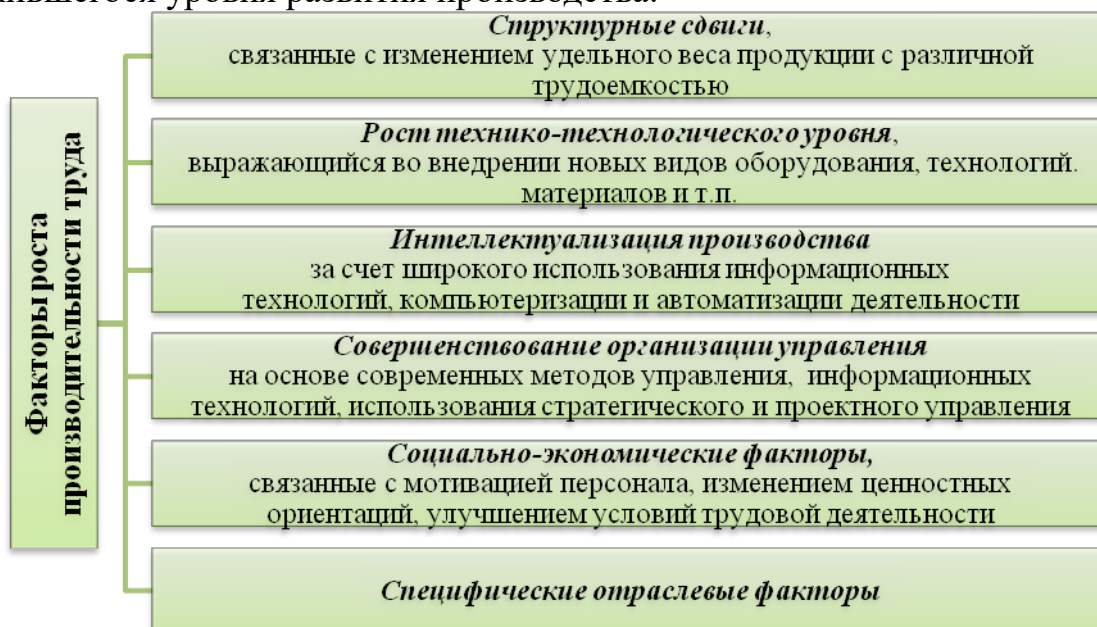 уровня развития производства.
Структурные сдвиги,
связанные с изменением удельного веса продукции с различной
трудоемкостью
Рост технико-технологического уровня,
выражающийся во внедрении новых видов оборудования, технологий.
материалов и т.п.
Интеллектуализация производства
за счет широкого использования информационных
технологий, компьютеризации и автоматизации деятельности
Факторы роста
производительности труда
Совершенствование организации управления
на основе современных методов управления, информационных
технологий, использования стратегического и проектного управления
Социально-экономические факторы,
связанные с мотивацией персонала, изменением ценностных
ориентаций, улучшением условий трудовой деятельности
Специфические отраслевые факторы